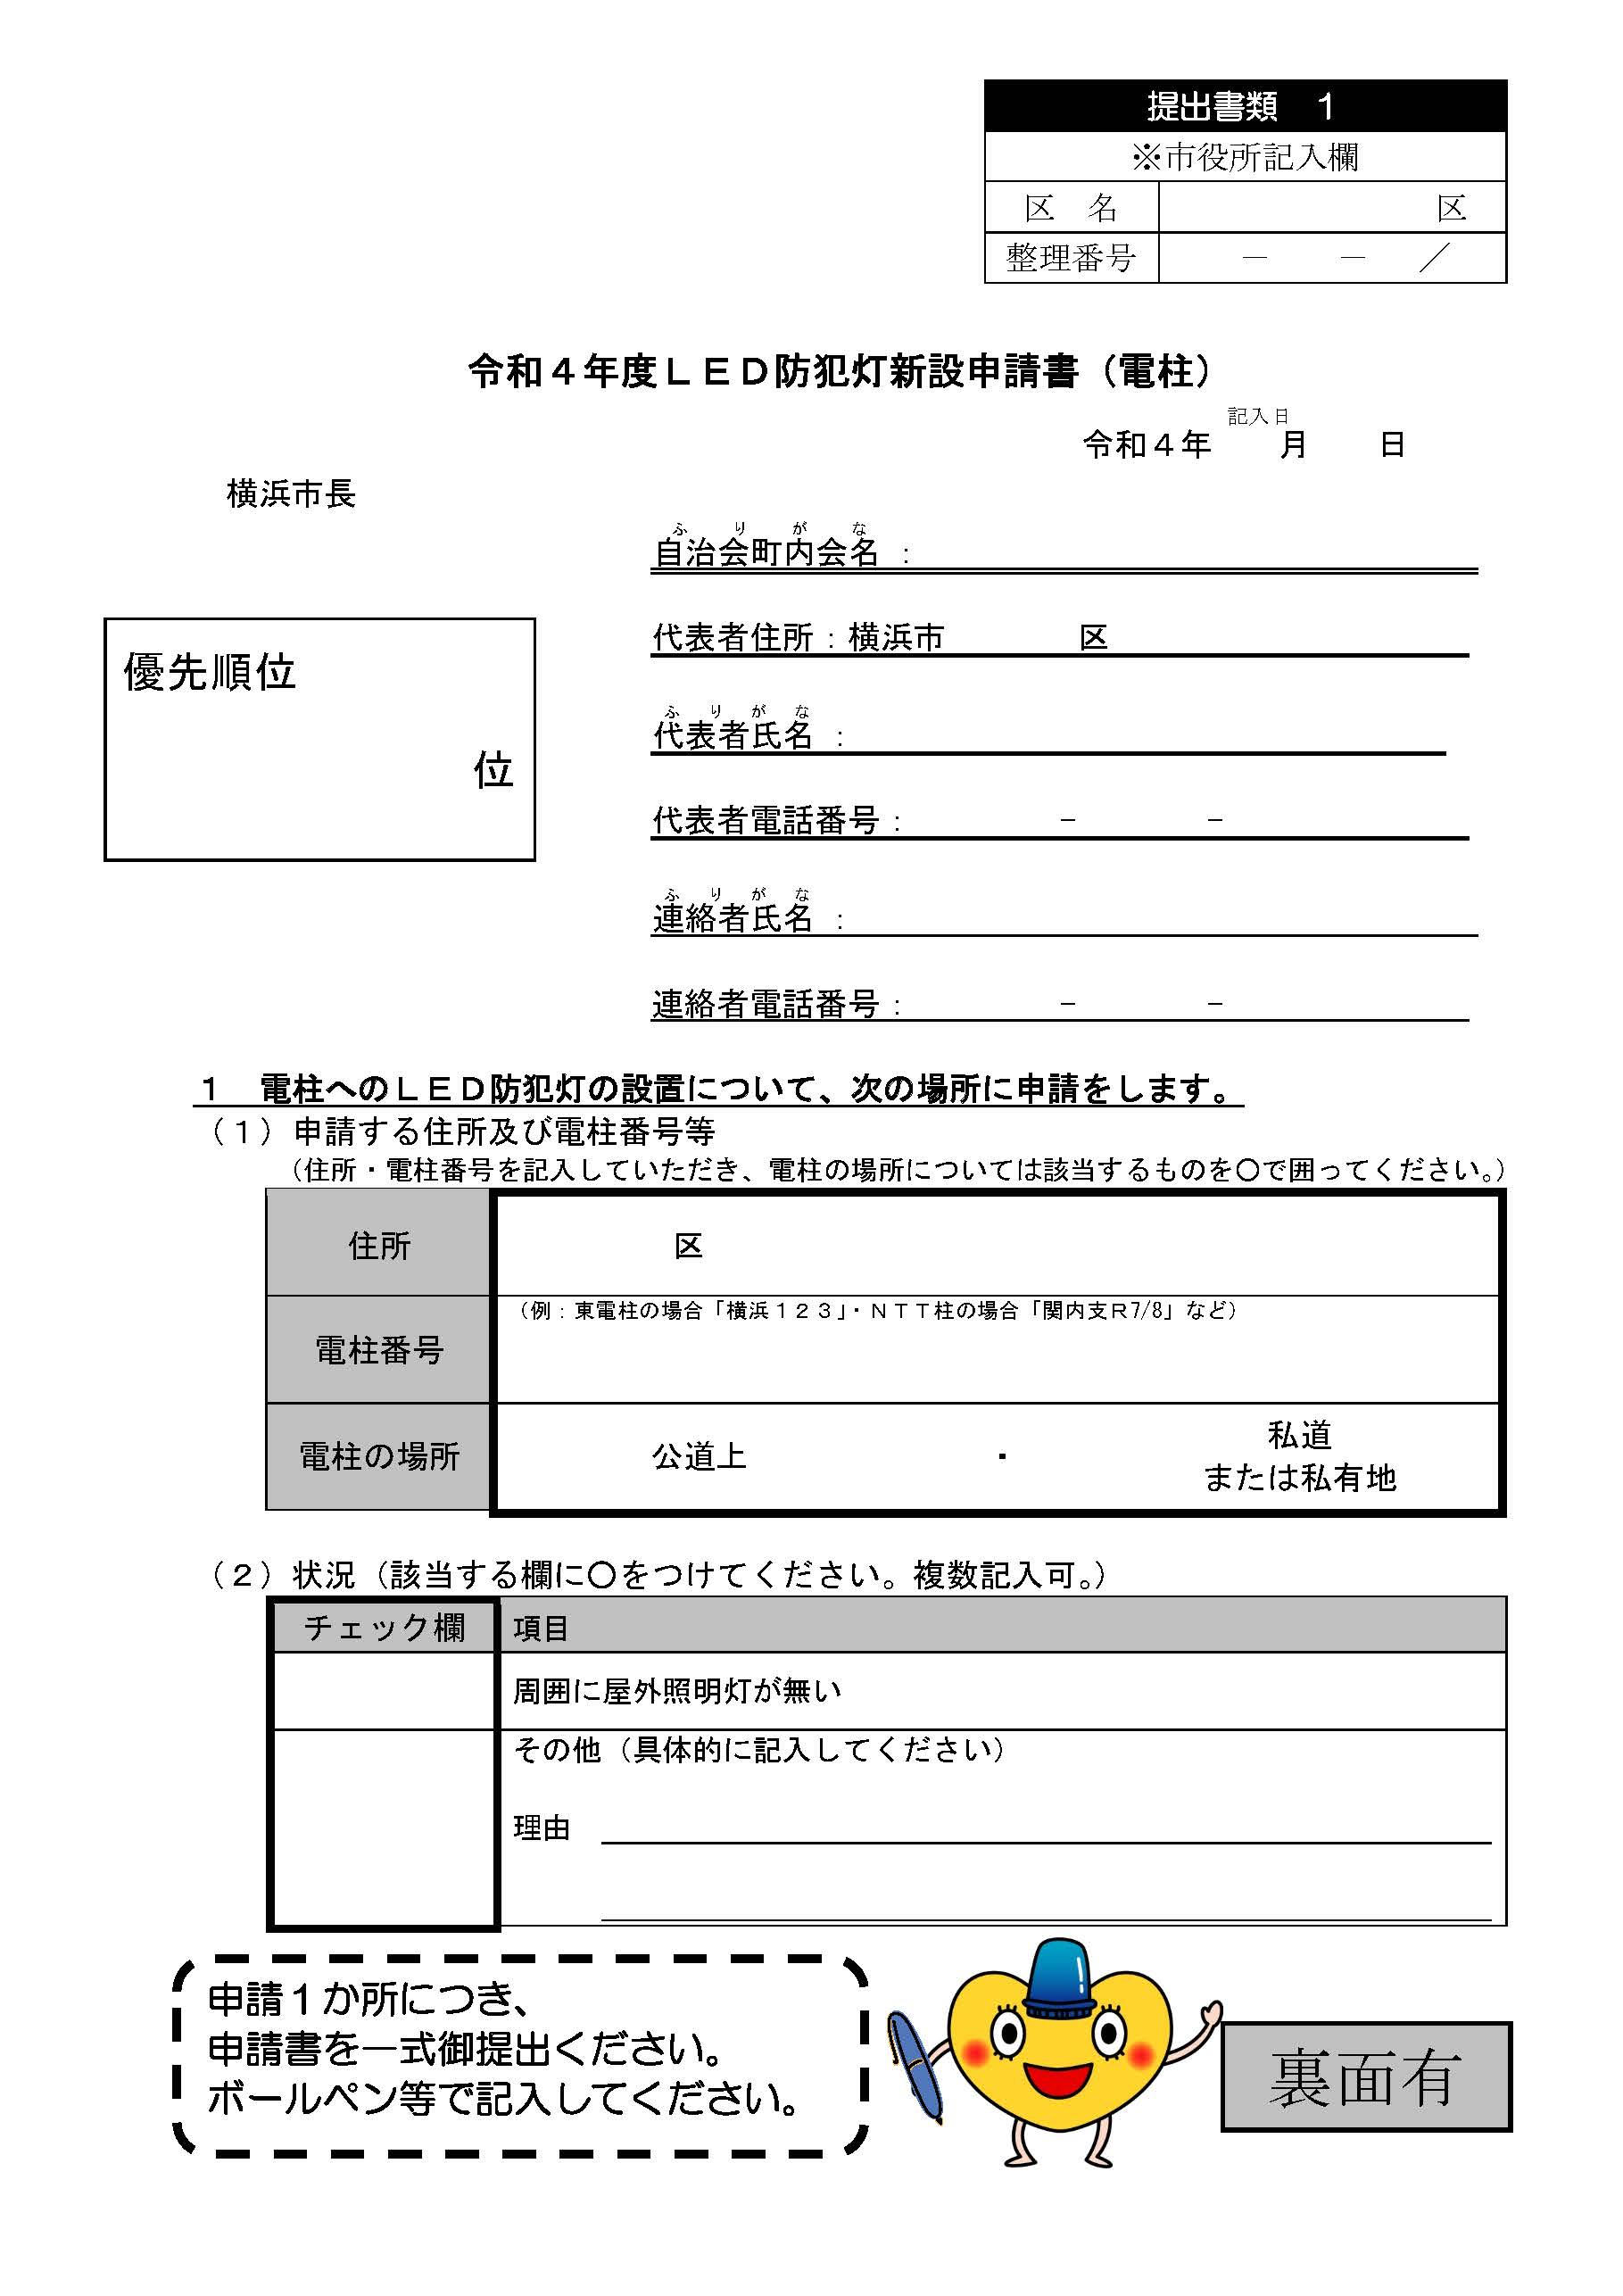 提出書類　１
※市役所記入欄
区　名　　　　区
整理番号　　－　　－　／
令和４年度ＬＥＤ防犯灯新設申請書（電柱）
記入日
令和４年　　月　　日
横浜市長
ふりがな
自治会町内会名：
代表者住所：横浜市　　　　区
優先順位
位
ふりがな
代表者氏名：
代表者電話番号：　　　　－　　　　－
ふりがな
連絡者氏名：
連絡者電話番号：　　　　－　　　　－
１　電柱へのＬＥＤ防犯灯の設置について、次の場所に申請をします。
（１）申請する住所及び電柱番号等
（住所・電柱番号を記入していただき、電柱の場所については該当するものを〇で囲ってください。）
住所　　　　区
電柱番号
（例：東電柱の場合「横浜１２３」・ＮＴＴ柱の場合「関内支Ｒ7/8」など）
電柱の場所　　公道上　　・　　私道
または私有地
（２）状況（該当する欄に〇をつけてください。複数記入可。）
チェック欄　項目
周囲に屋外照明灯が無い
その他（具体的に記入してください）
理由
申請１か所につき、
申請書を一式御提出ください。
ボールペン等で記入してください。
裏面有